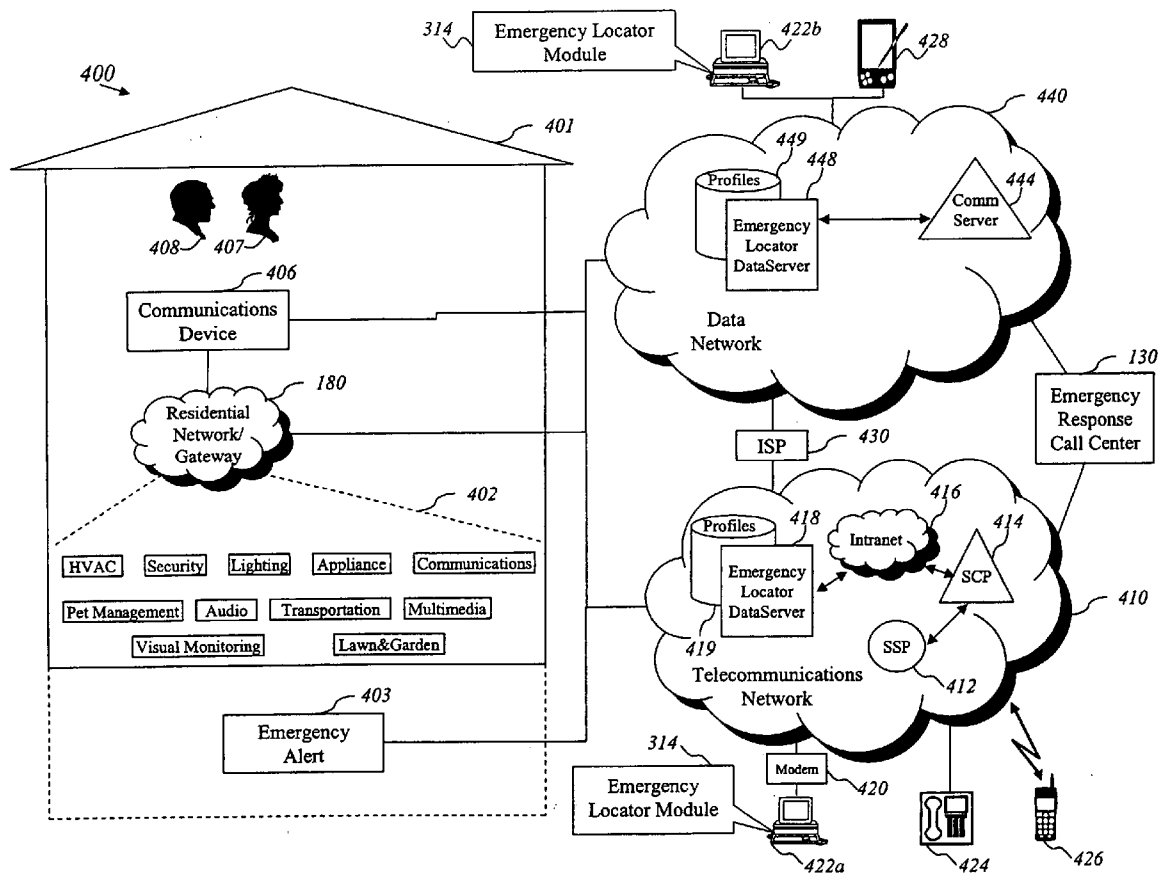 314
Emergency Locator
Module
422b
428
400
401
440
449
448
444
Profiles
Comm
Server
Emergency
Locator
DataServer
408
407
406
Communications
Device
Data
Network
180
130
Residential
Network/
Gateway
Emergency
Response
Call Center
ISP
430
402
418
416
414
Profiles
Intranet
SCP
Emergency
Locator
DataServer
HVAC
Security
Lighting
Appliance
Communications
Pet Management
Audio
Transportation
Multimedia
Visual Monitoring
Lawn&Garden
410
419
SSP
412
Telecommunications
Network
403
Emergency
Alert
314
Modem
420
Emergency
Locator Module
422a
424
426